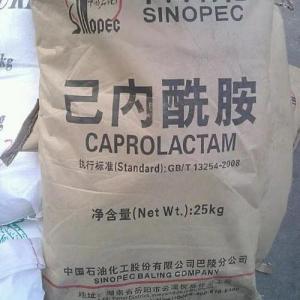 SINOPEC
Sinopec
己内酰胺
CAPROLACTAM
执行标准(Standard):GB/T 13254-2008
净含量(Net Wt.):25kg
中国石油化工股份有限公司巴陵分公司
SINOPEC BALING COMPANY
kg